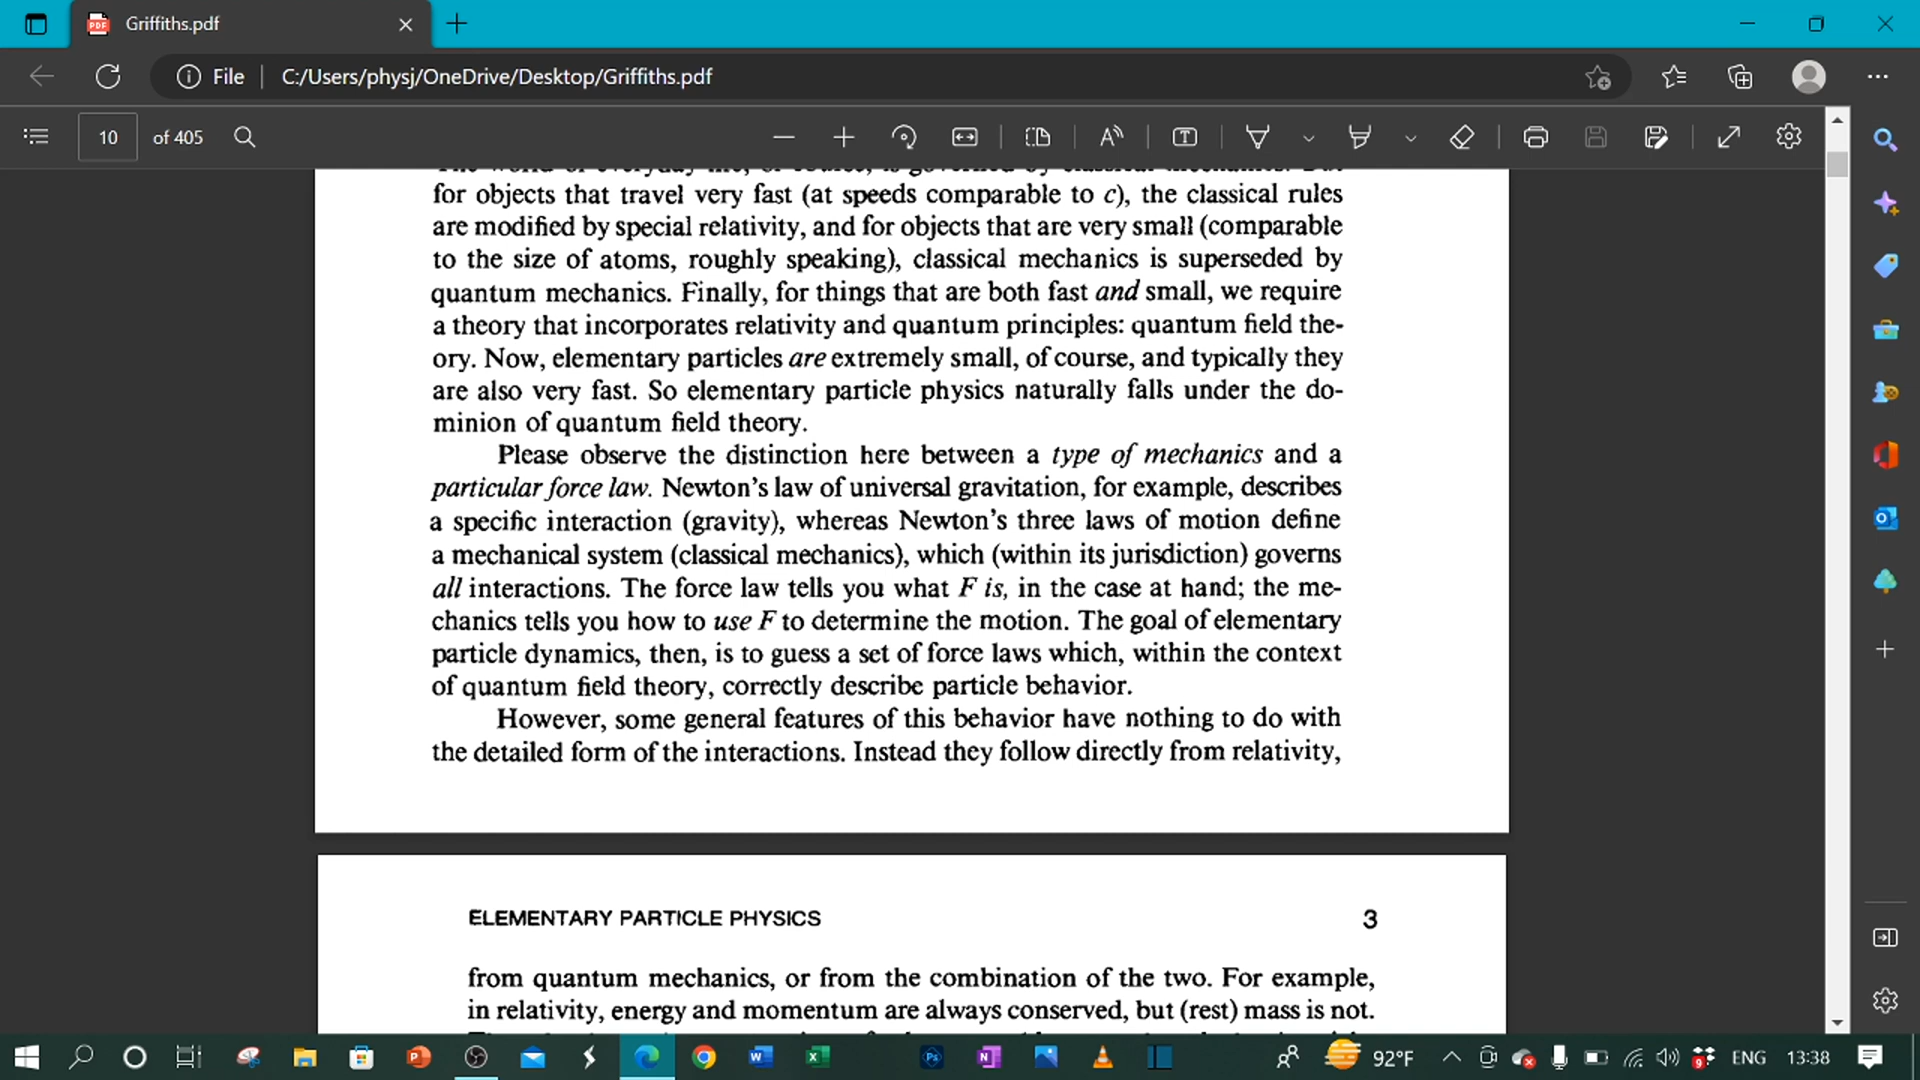 Griffiths.pdf
File
C:/Users/physj/OneDrive/Desktop/Griffiths.pdf
10 of 405
The world of everyday life, of course, is governed by classical mechanics. But
for objects that travel very fast (at speeds comparable to c), the classical rules
are modified by special relativity, and for objects that are very small (comparable
to the size of atoms, roughly speaking), classical mechanics is superseded by
quantum mechanics. Finally, for things that are both fast and small, we require
a theory that incorporates relativity and quantum principles: quantum field the-
ory. Now, elementary particles are extremely small, of course, and typically they
are also very fast. So elementary particle physics naturally falls under the do-
minion of quantum field theory.
Please observe the distinction here between a type of mechanics and a
particular force law. Newton's law of universal gravitation, for example, describes
a specific interaction (gravity), whereas Newton's three laws of motion define
a mechanical system (classical mechanics), which (within its jurisdiction) governs
all interactions. The force law tells you what F is, in the case at hand; the me-
chanics tells you how to use F to determine the motion. The goal of elementary
particle dynamics, then, is to guess a set of force laws which, within the context
of quantum field theory, correctly describe particle behavior.
However, some general features of this behavior have nothing to do with
the detailed form of the interactions. Instead they follow directly from relativity,
ELEMENTARY PARTICLE PHYSICS 3
from quantum mechanics, or from the combination of the two. For example,
in relativity, energy and momentum are always conserved, but (rest) mass is not.
92°F ENG 13:38